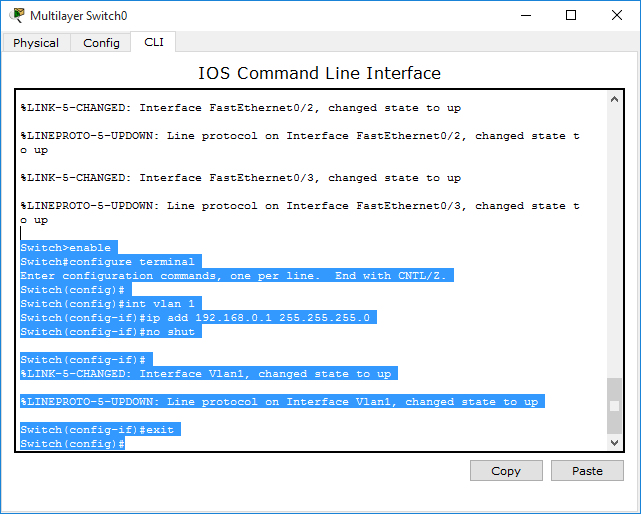 Multilayer Switch0
Physical
Config
CLI
IOS Command Line Interface
%LINK-5-CHANGED: Interface FastEthernet0/2, changed state to up
%LINEPROTO-5-UPDOWN: Line protocol on Interface FastEthernet0/2, changed state t
o up
%LINK-5-CHANGED: Interface FastEthernet0/3, changed state to up
%LINEPROTO-5-UPDOWN: Line protocol on Interface FastEthernet0/3, changed state t
o up
Switch>enable
Switch#configure terminal
Enter configuration commands, one per line.  End with CNTL/Z.
Switch(config)#
Switch(config)#int vlan 1
Switch(config-if)#ip add 192.168.0.1 255.255.255.0
Switch(config-if)#no shut
Switch(config-if)#
%LINK-5-CHANGED: Interface Vlan1, changed state to up
%LINEPROTO-5-UPDOWN: Line protocol on Interface Vlan1, changed state to up
Switch(config-if)#exit
Switch(config)#
Copy
Paste